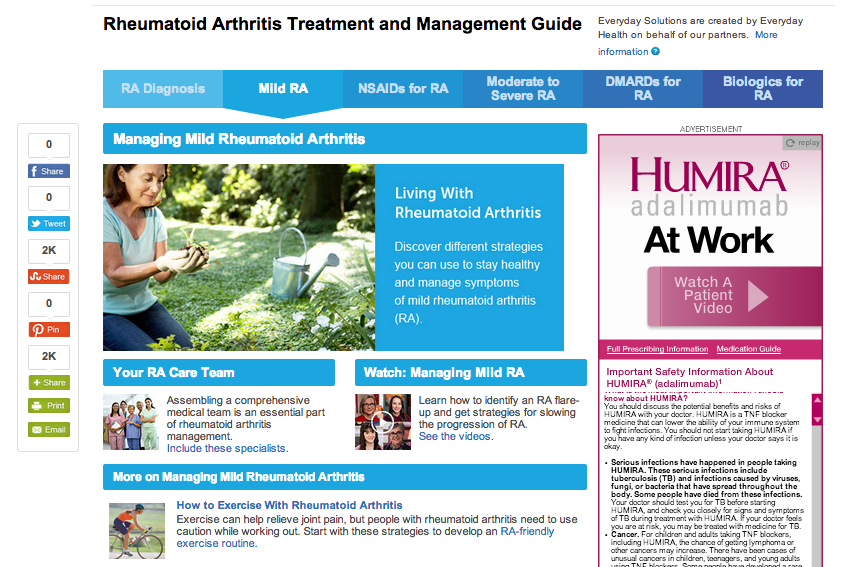 Rheumatoid Arthritis Treatment and Management Guide
Everyday Solutions are created by Everyday
Health on behalf of our partners. More
information ?
RA Diagnosis
Mild RA
NSAIDs for RA
Moderate to
Severe RA
DMARDs for
RA
Biologics for
RA
0
Share
0
Tweet
2K
Share
0
Pin
2K
+ Share
Print
Email
Managing Mild Rheumatoid Arthritis
Living With
Rheumatoid Arthritis
Discover different strategies
you can use to stay healthy
and manage symptoms
of mild rheumatoid arthritis
(RA).
Your RA Care Team
Assembling a comprehensive
medical team is an essential part
of rheumatoid arthritis
management.
Include these specialists.
Watch: Managing Mild RA
Learn how to identify an RA flare-
up and get strategies for slowing
the progression of RA.
See the videos.
More on Managing Mild Rheumatoid Arthritis
How to Exercise With Rheumatoid Arthritis
Exercise can help relieve joint pain, but people with rheumatoid arthritis need to use
caution while working out. Start with these strategies to develop an RA-friendly
exercise routine.
ADVERTISEMENT
replay
HUMIRA®
adalimumab
At Work
Watch A
Patient
Video
Full Prescribing Information Medication Guide
Important Safety Information About
HUMIRA® (adalimumab)1
know about HUMIRA?
You should discuss the potential benefits and risks of
HUMIRA with your doctor. HUMIRA is a TNF blocker
medicine that can lower the ability of your immune system
to fight infections. You should not start taking HUMIRA if
you have any kind of infection unless your doctor says it is
okay.
• Serious infections have happened in people taking
HUMIRA. These serious infections include
tuberculosis (TB) and infections caused by viruses,
fungi, or bacteria that have spread throughout the
body. Some people have died from these infections.
Your doctor should test you for TB before starting
HUMIRA, and check you closely for signs and symptoms
of TB during treatment with HUMIRA. If your doctor feels
you are at risk, you may be treated with medicine for TB.
• Cancer. For children and adults taking TNF blockers,
including HUMIRA, the chance of getting lymphoma or
other cancers may increase. There have been cases of
unusual cancers in children, teenagers, and young adults
using TNF blockers. Some people have developed a rare